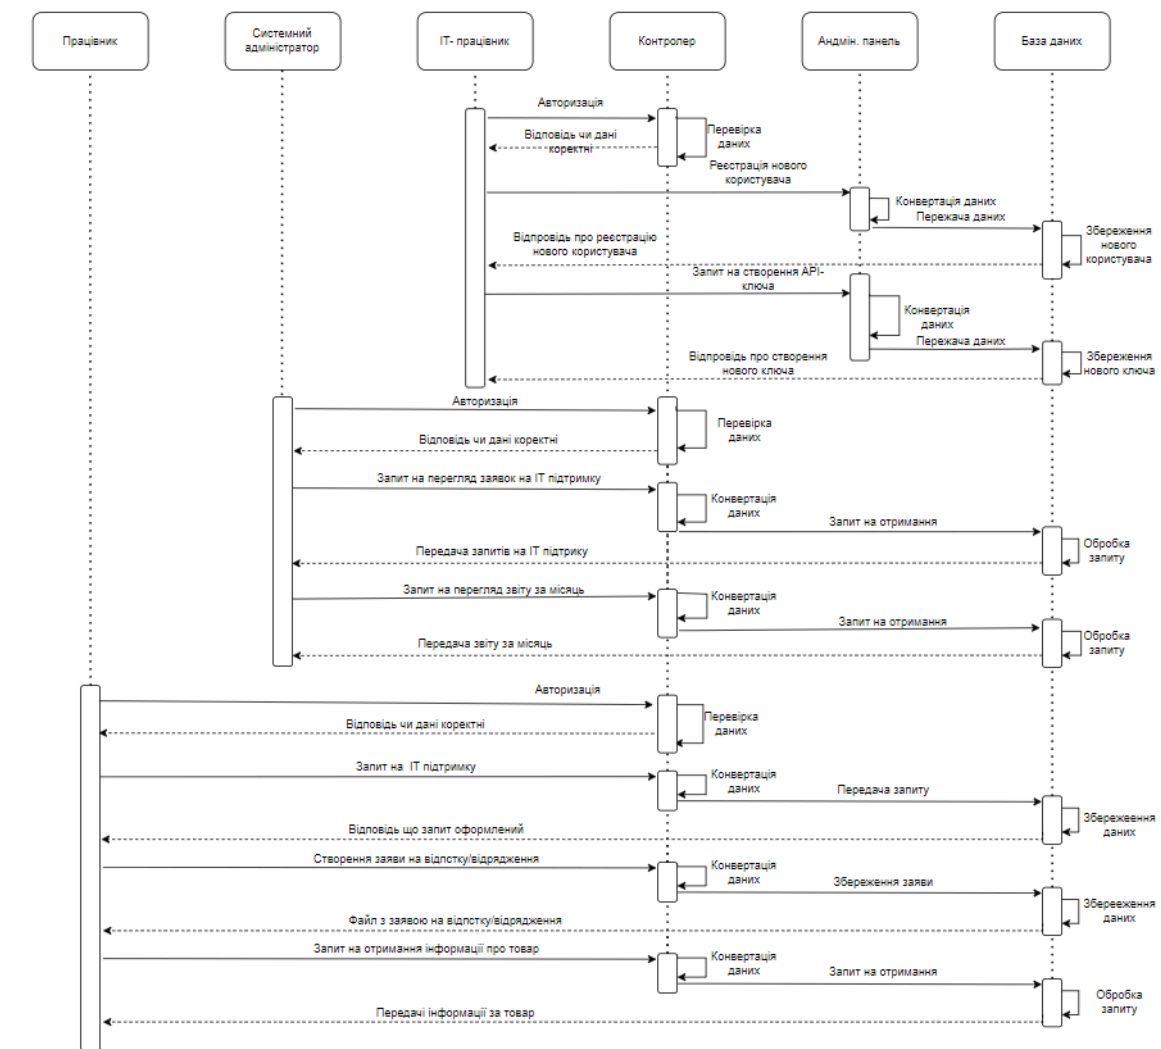 Працівник
Системний
адміністратор
ІТ- працівник
Контролер
Андмін. панель
База даних
Авторизація
Перевірка
даних
Відповідь чи дані
коректні
Реєстрація нового
користувача
Конвертація даних
Пережача даних
Збереження
нового
користувача
Відпровідь про реєстрацію
нового користувача
Запит на створення API-
ключа
Конвертація
даних
Пережача даних
Відпровідь про створення
нового ключа
Збереження
нового ключа
Авторизація
Перевірка
даних
Відповідь чи дані коректні
Запит на перегляд заявок на ІТ підтримку
Конвертація
даних
Запит на отримання
Обробка
запиту
Передача запитів на ІТ підтрику
Запит на перегляд звіту за місяць
Конвертація
даних
Запит на отримання
Обробка
запиту
Передача звіту за місяць
Авторизація
Перевірка
даних
Відповідь чи дані коректні
Запит на  ІТ підтримку
Конвертація
даних
Передача запиту
Збережеення
даних
Відповідь що запит оформлений
Створення заяви на відпстку/відрядження
Конвертація
даних
Збереження заяви
Зберееження
даних
Файл з заявою на відпстку/відрядження
Запит на отримання інформації про товар
Конвертація
даних
Запит на отримання
Обробка
запиту
Передачі інформації за товар